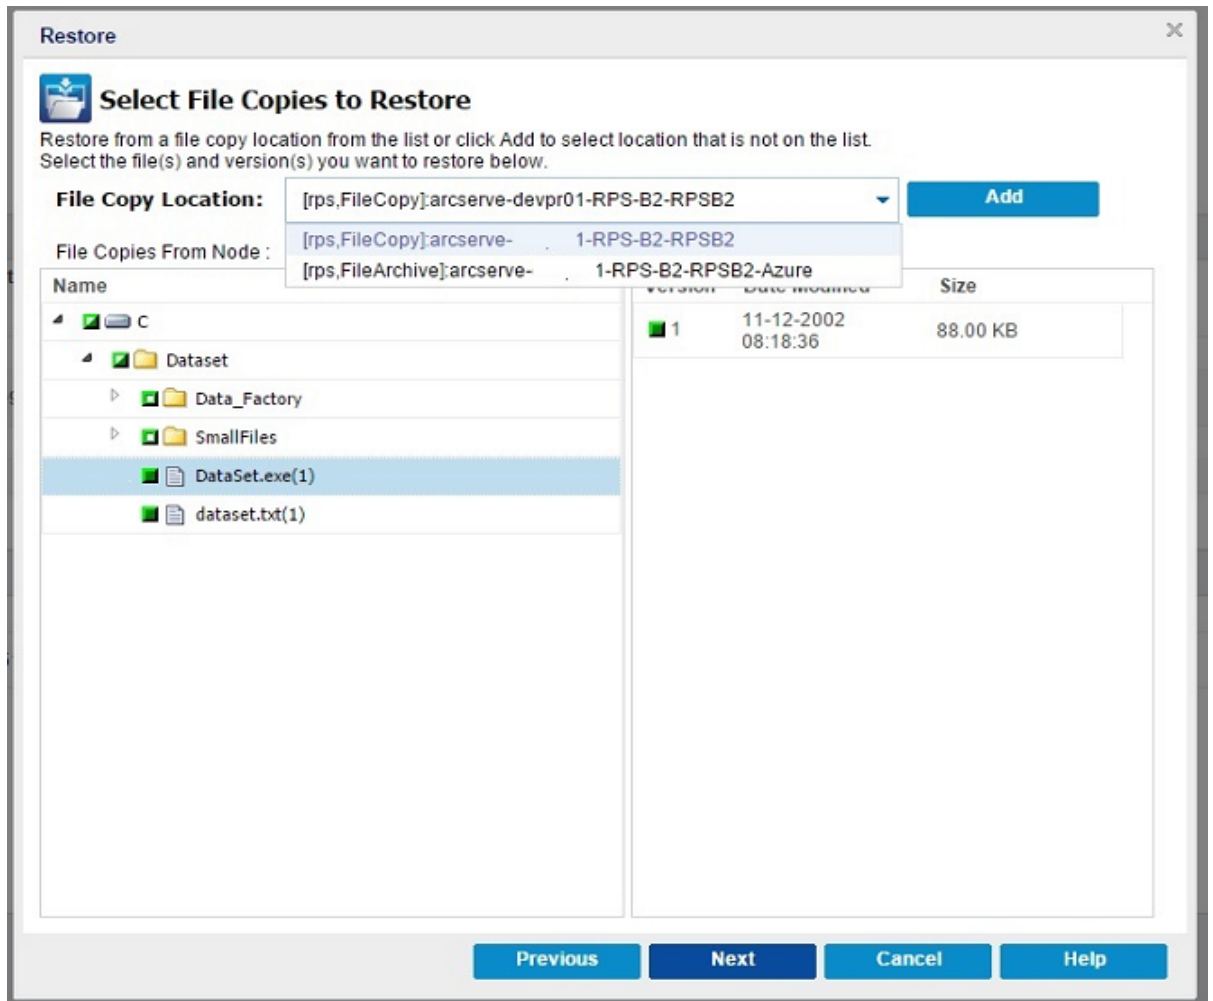 Restore
Select File Copies to Restore
Restore from a file copy location from the list or click Add to select location that is not on the list.
Select the file(s) and version(s) you want to restore below.
File Copy Location:
[rps,FileCopy]:arcserve-devpr01-RPS-B2-RPSB2
Add
[rps,FileCopy]:arcserve- . 1-RPS-B2-RPSB2
File Copies From Node :
[rps,FileArchive]:arcserve- . 1-RPS-B2-RPSB2-Azure
Name
Version
Date Modified
Size
C
1
11-12-2002
08:18:36
88.00 KB
Dataset
Data_Factory
SmallFiles
DataSet.exe(1)
dataset.txt(1)
Previous
Next
Cancel
Help